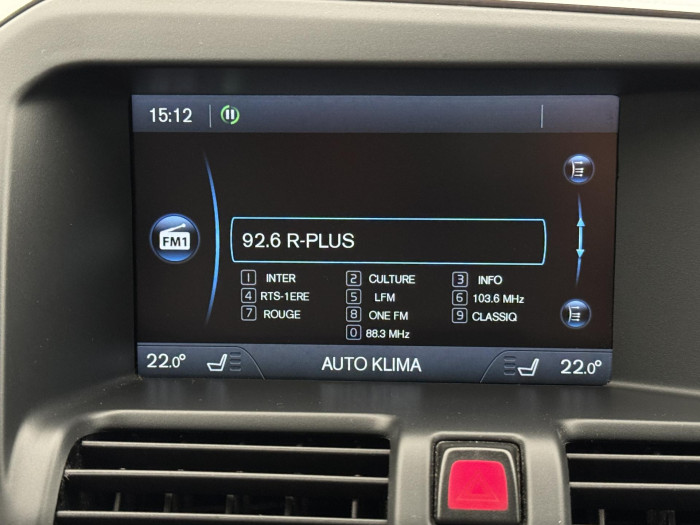 15:12
FM1
92.6 R-PLUS
1 INTER 2 CULTURE 3 INFO
4 RTS-1ERE 5 LFM 6 103.6 MHz
7 ROUGE 8 ONE FM 9 CLASSIQ
0 88.3 MHz
22.0° AUTO KLIMA 22.0°